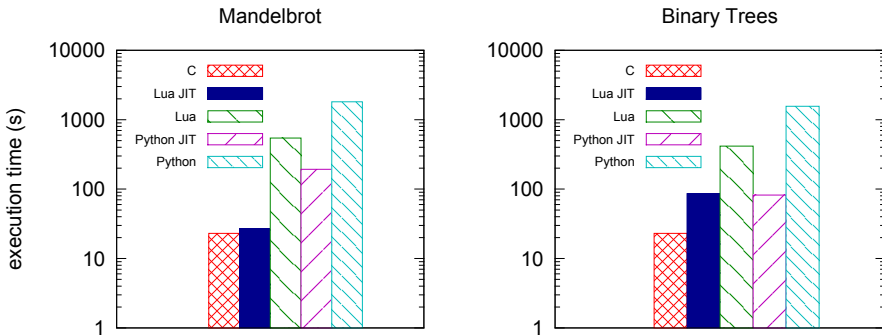 Mandelbrot
execution time (s)
10000
1000
100
10
1
C
Lua JIT
Lua
Python JIT
Python
Binary Trees
10000
1000
100
10
1
C
Lua JIT
Lua
Python JIT
Python